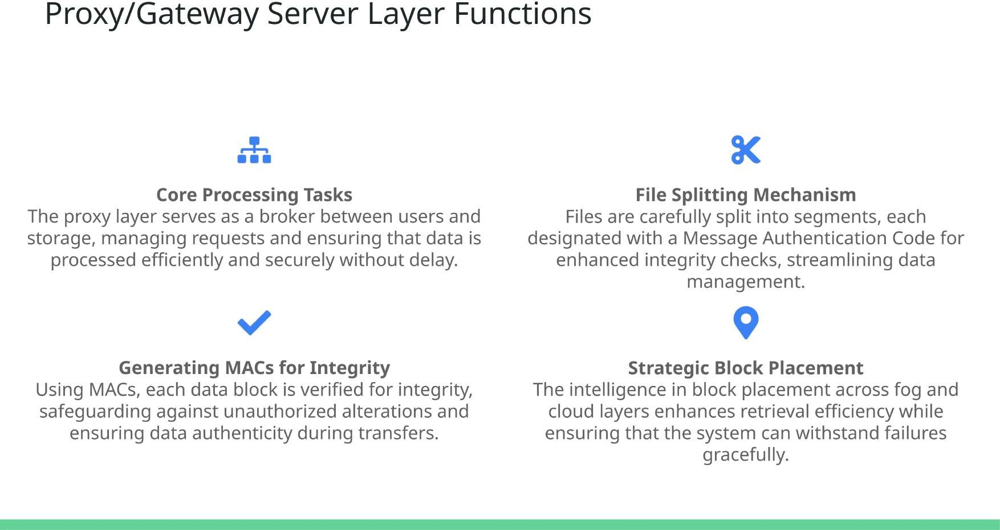 Proxy/Gateway Server Layer Functions
Core Processing Tasks
The proxy layer serves as a broker between users and
storage, managing requests and ensuring that data is
processed efficiently and securely without delay.
File Splitting Mechanism
Files are carefully split into segments, each
designated with a Message Authentication Code for
enhanced integrity checks, streamlining data
management.
Generating MACs for Integrity
Using MACs, each data block is verified for integrity,
safeguarding against unauthorized alterations and
ensuring data authenticity during transfers.
Strategic Block Placement
The intelligence in block placement across fog and
cloud layers enhances retrieval efficiency while
ensuring that the system can withstand failures
gracefully.